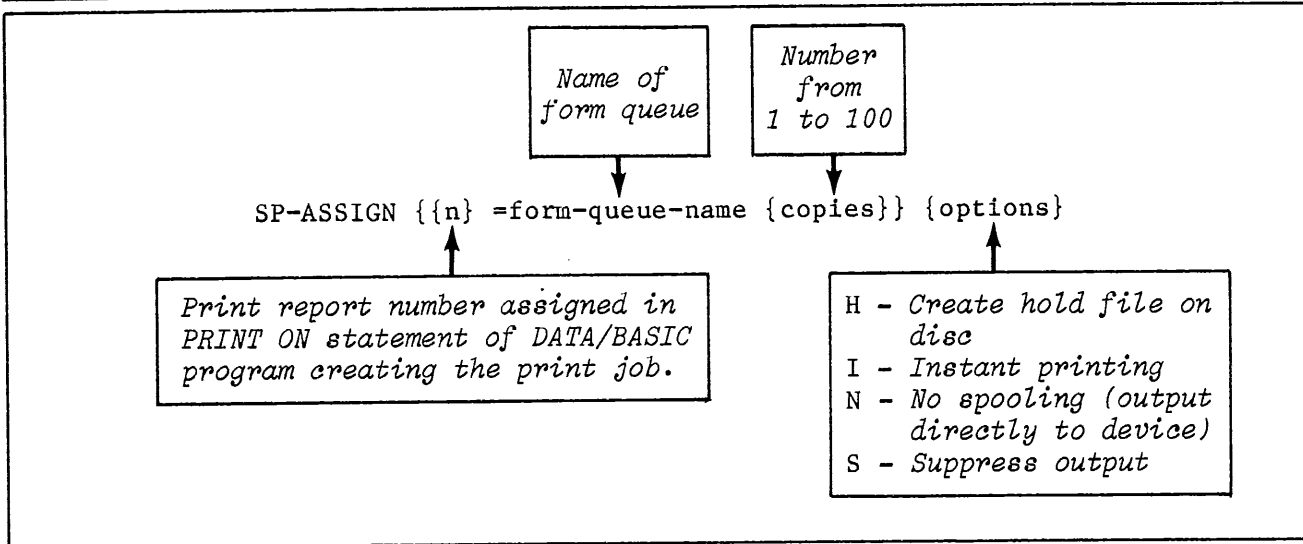 Name of
form queue
Number
from
1 to 100
SP-ASSIGN {{n} =form-queue-name {copies}} {options}
Print report number assigned in
PRINT ON statement of DATA/BASIC
program creating the print job.
H - Create hold file on
disc
I - Instant printing
N - No spooling (output
directly to device)
S - Suppress output